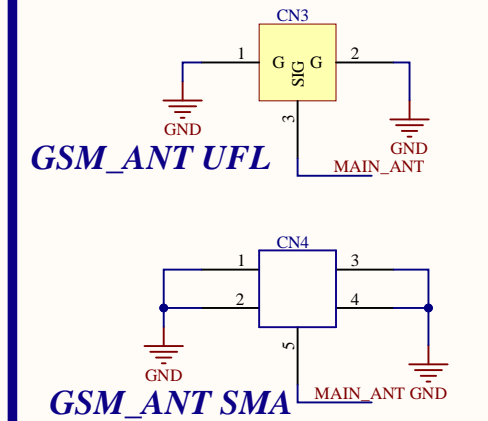 CN3
1 G SIG G 2
3
GND
GND
GSM_ANT UFL
MAIN_ANT
CN4
1 3
2 4
5
GND
MAIN_ANT GND
GSM_ANT SMA